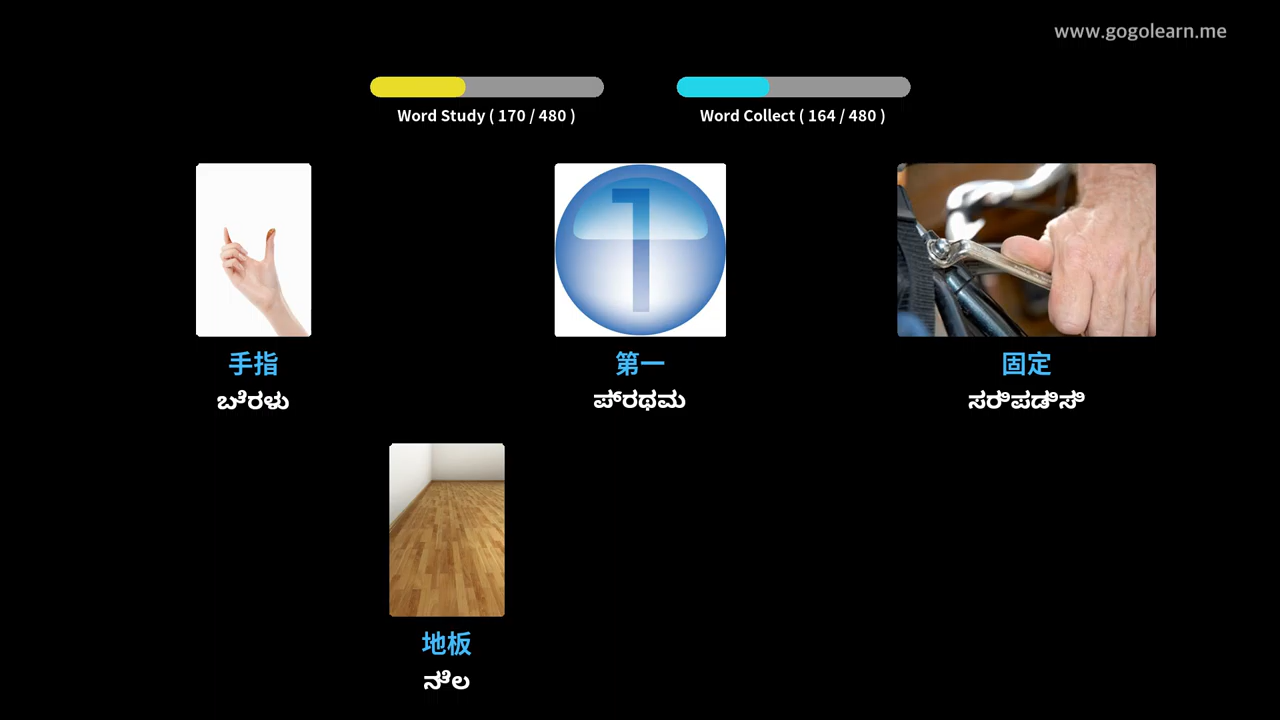 www.gogolearn.me
Word Study ( 170 / 480 )
Word Collect ( 164 / 480 )
1
手指
ಬೆರಳು
第一
ಪ್ರಥಮ
固定
ಸರಿಪಡಿಸಿ
地板
ನೆಲ